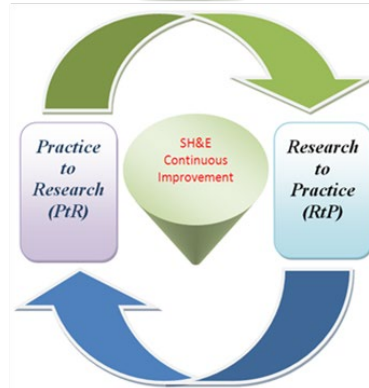 Practice
to
Research
(PtR)
SH&E
Continuous
Improvement
Research
to
Practice
(RtP)